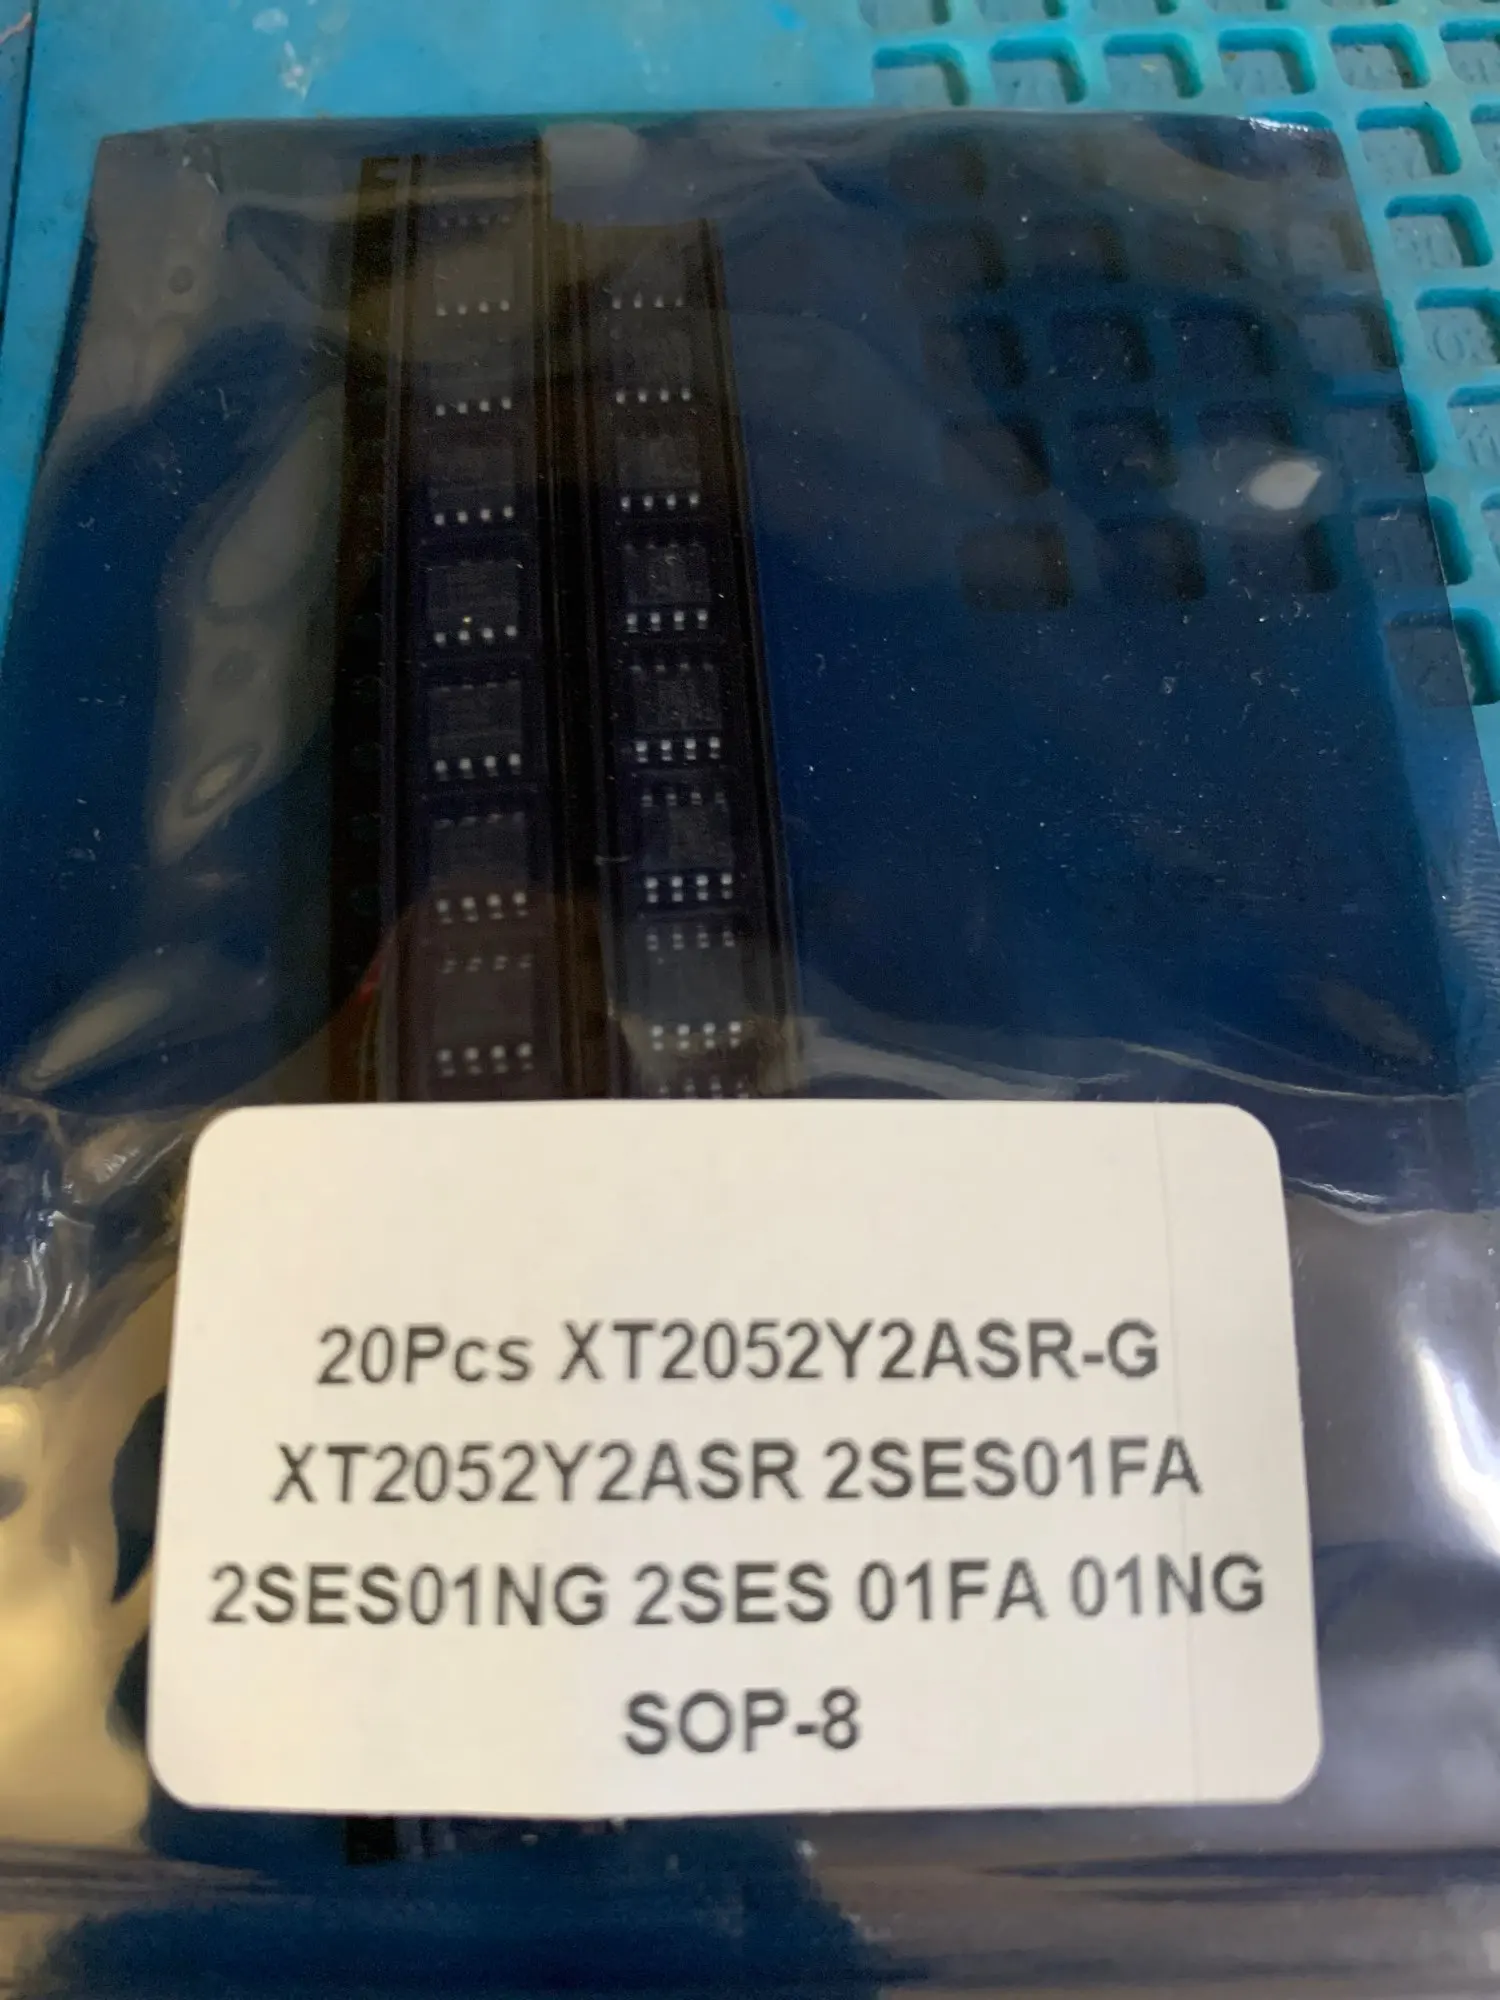 20Pcs XT2052Y2ASR-G
XT2052Y2ASR 2SES01FA
2SES01NG 2SES 01FA 01NG
SOP-8